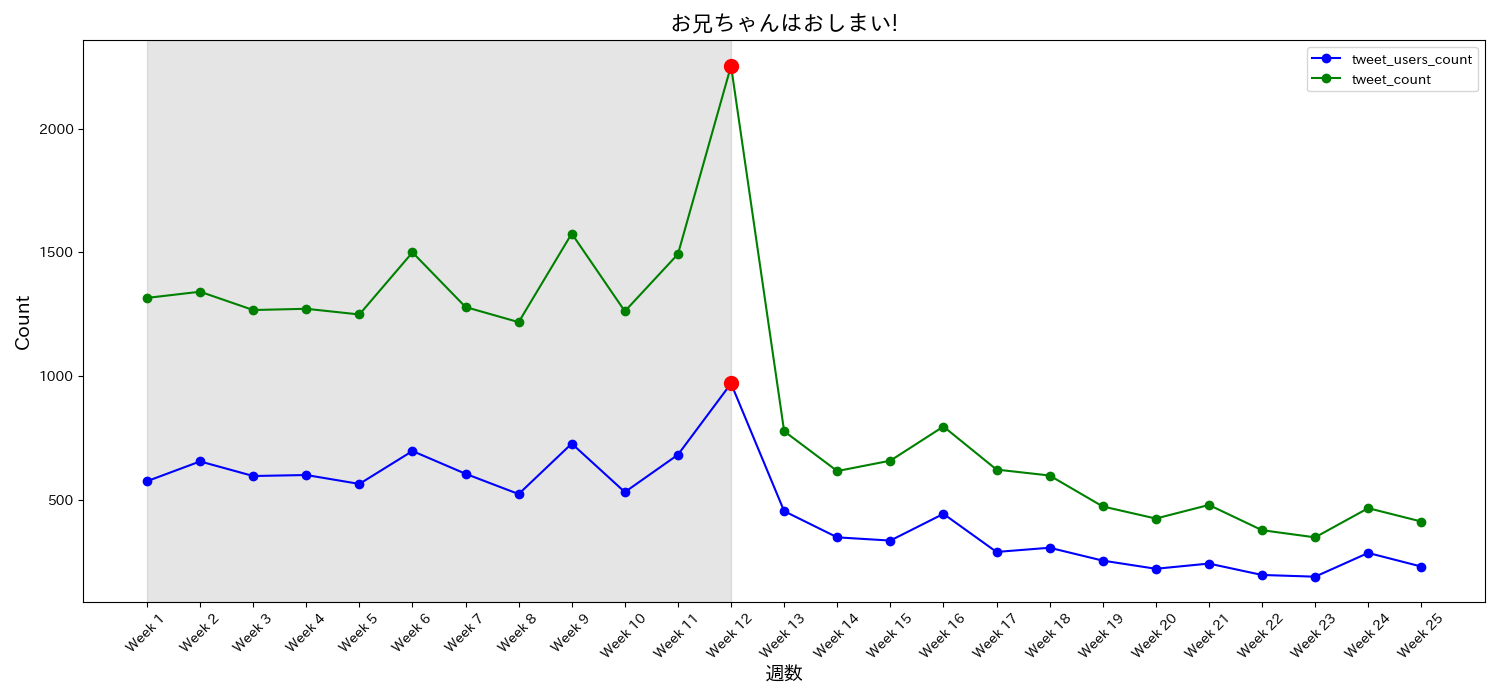 お兄ちゃんはおしまい!
tweet_users_count
tweet_count
Count
2000
1500
1000
500
Week 1
Week 2
Week 3
Week 4
Week 5
Week 6
Week 7
Week 8
Week 9
Week 10
Week 11
Week 12
Week 13
Week 14
Week 15
Week 16
Week 17
Week 18
Week 19
Week 20
Week 21
Week 22
Week 23
Week 24
Week 25
週数